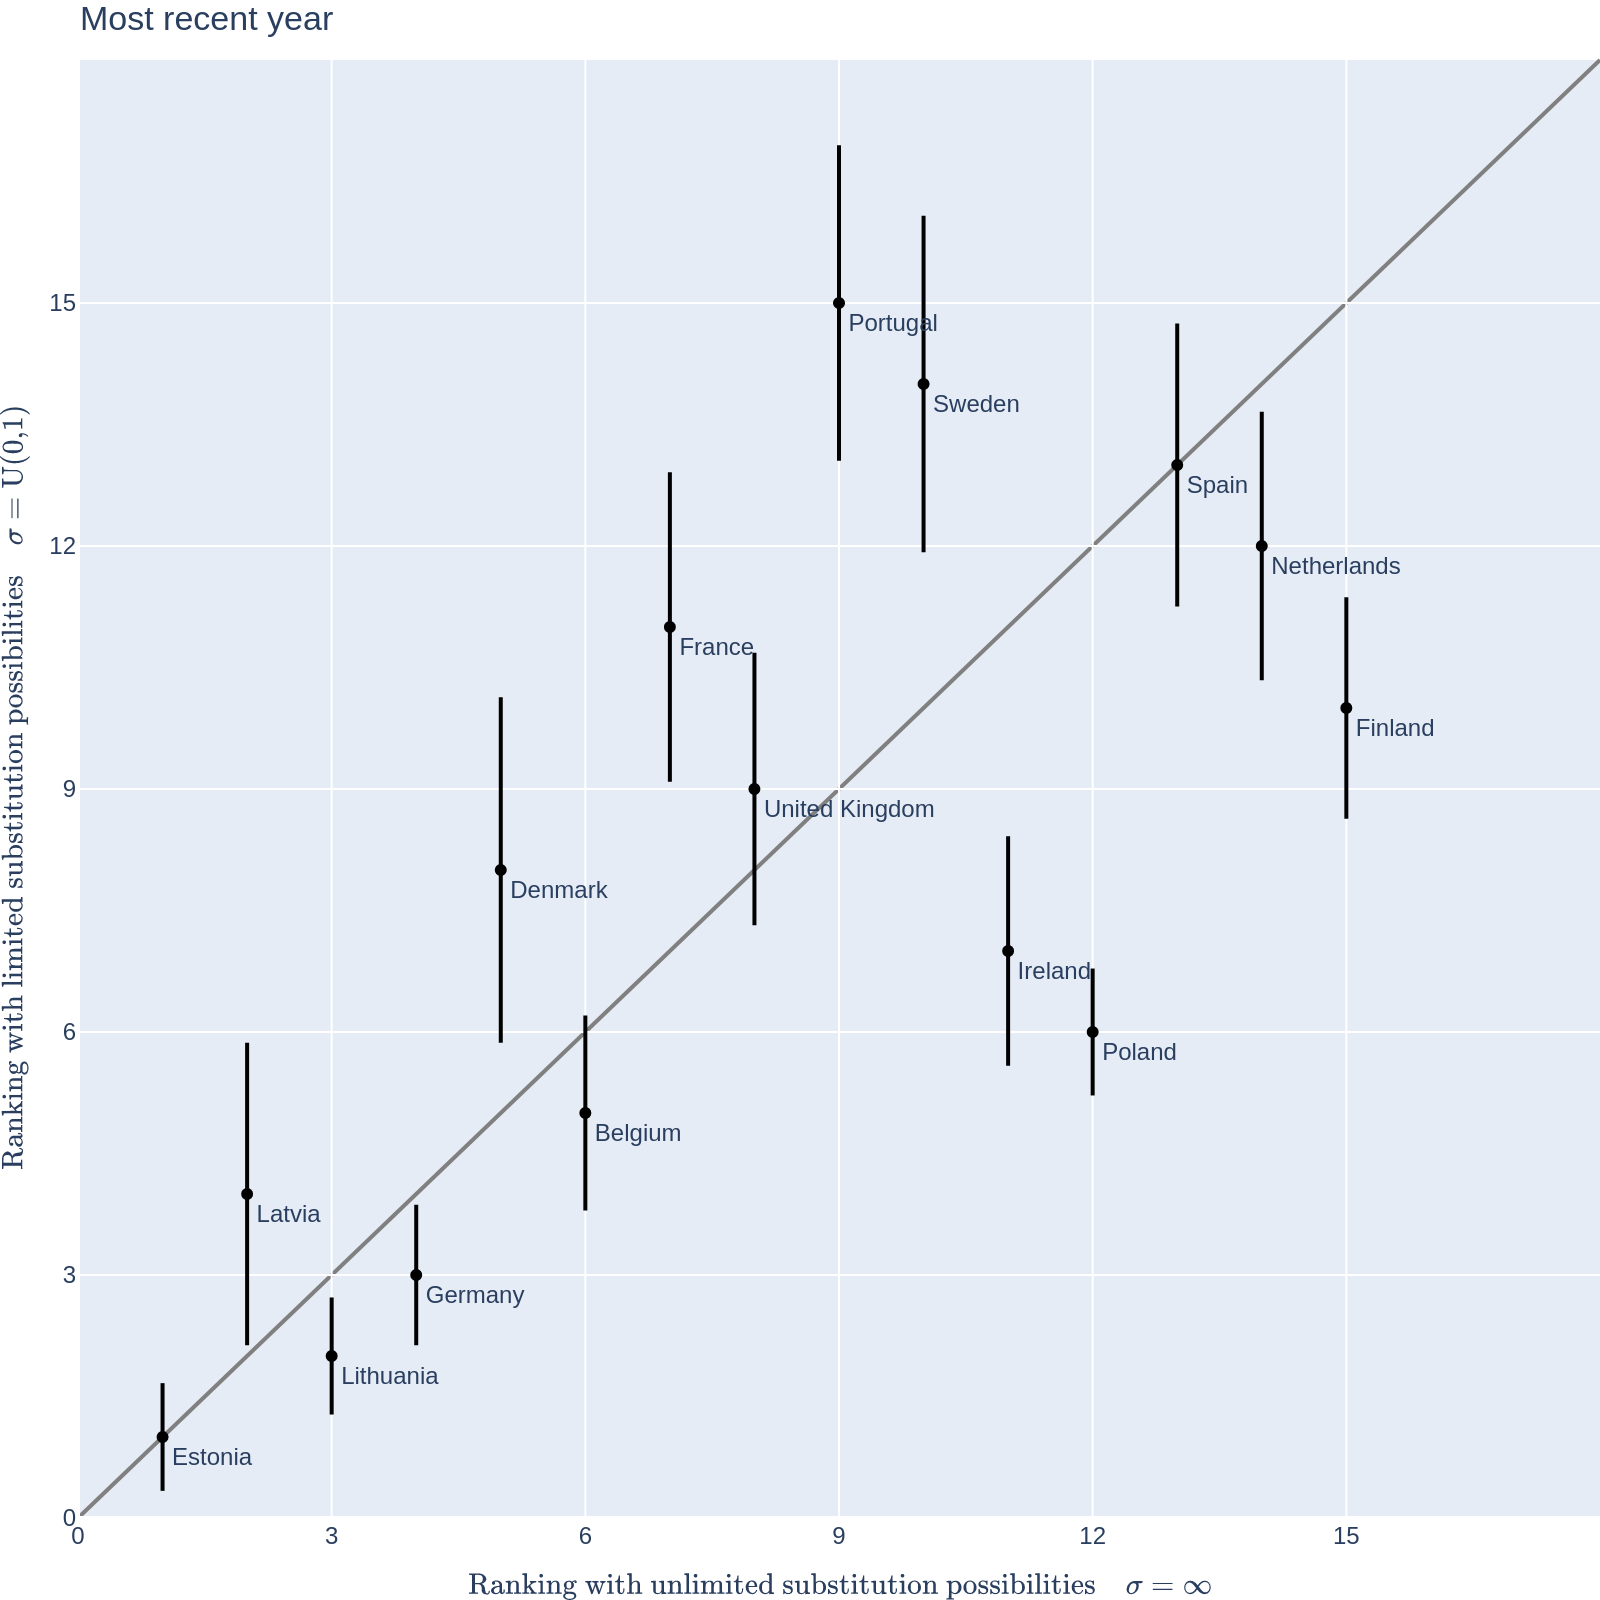 Most recent year
Ranking with limited substitution possibilities σ = U(0,1)
15
12
9
6
3
0
Portugal
Sweden
Spain
Netherlands
France
Finland
United Kingdom
Denmark
Ireland
Poland
Belgium
Latvia
Germany
Lithuania
Estonia
0 3 6 9 12 15
Ranking with unlimited substitution possibilities σ = ∞